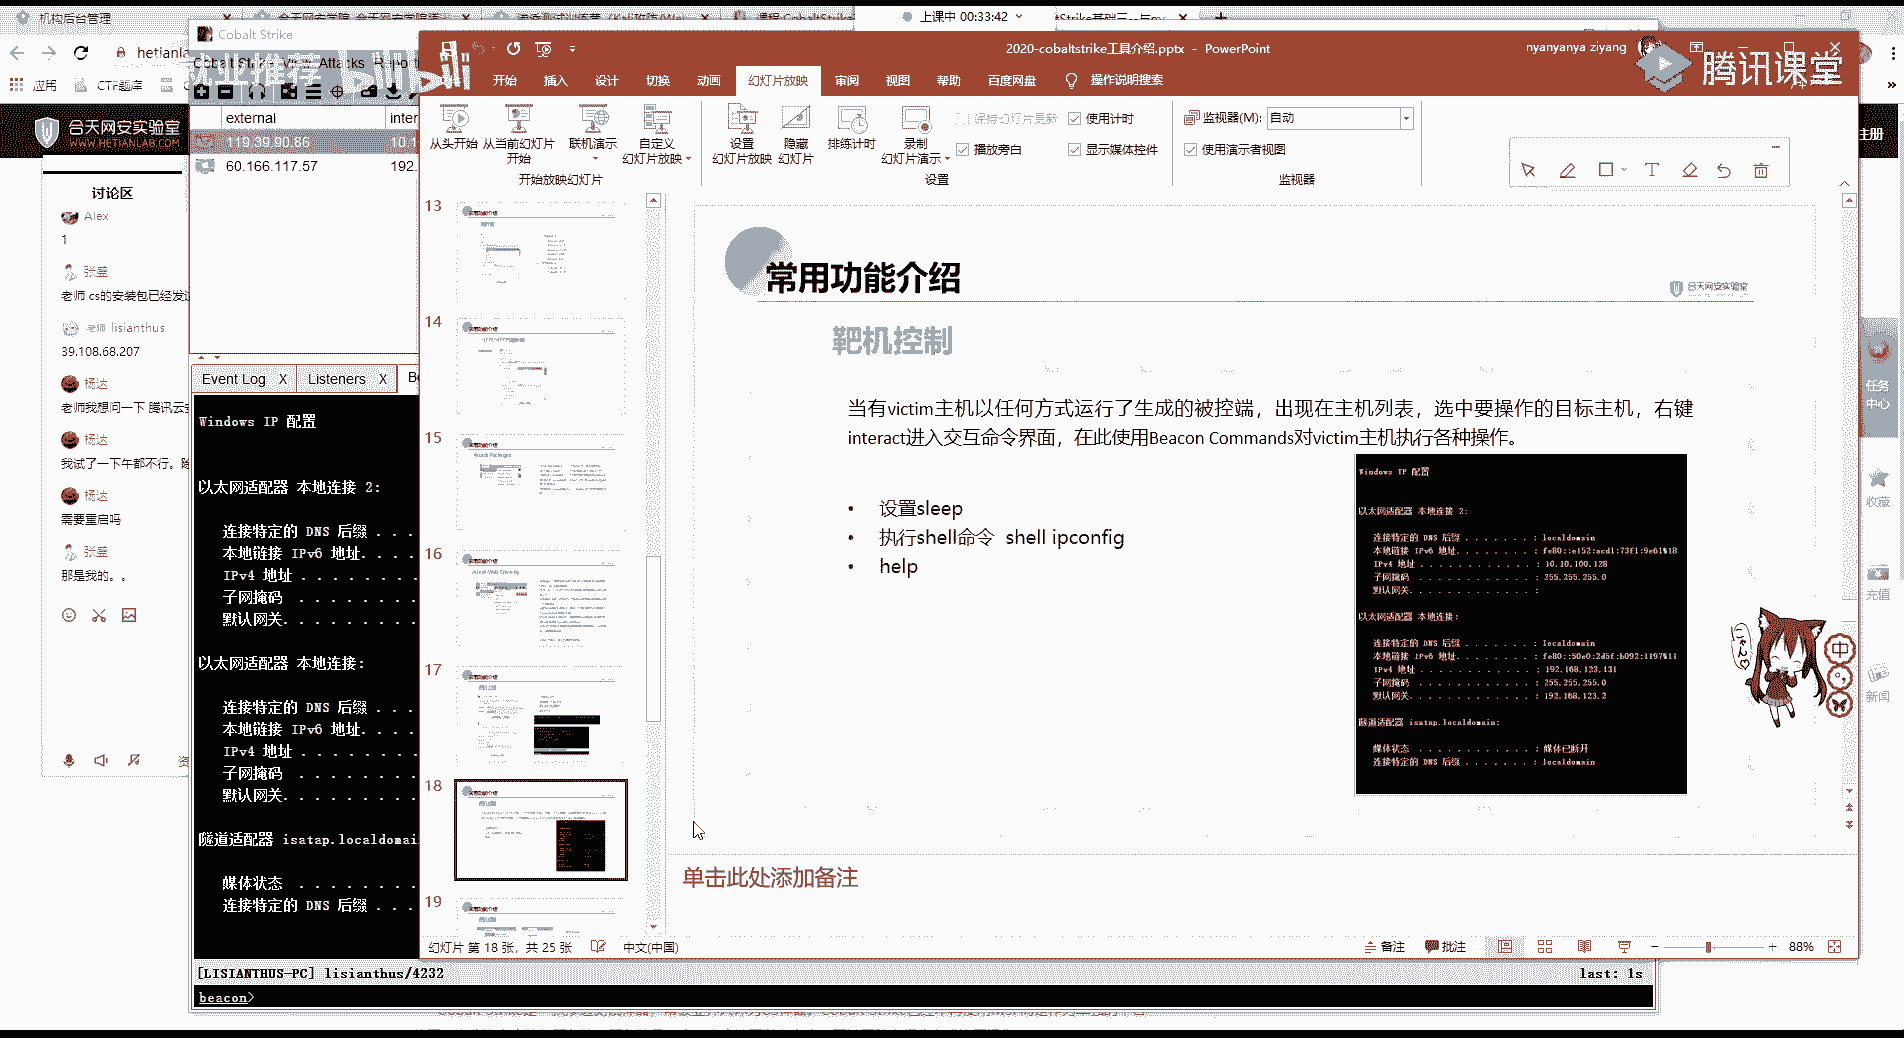 机构后台管理
上课中 00:33:42
Cobalt Strike
2020-cobaltstrike工具介绍.pptx - PowerPoint
nyanyanya ziyang
就业推荐 bilibili
腾讯课堂
应用
CTF题库
Attacks
开始 插入 设计 切换 动画 幻灯片放映 审阅 视图 帮助 百度网盘 操作说明搜索
合天网安实验室
WWW.HETIANLAB.COM
external
119.39.90.86
60.166.117.57 192.
从头开始 从当前幻灯片开始 联机演示 自定义幻灯片放映
开始放映幻灯片
设置幻灯片放映 隐藏幻灯片 排练计时 录制幻灯片演示
保持幻灯片更新
使用计时
播放旁白
显示媒体控件
设置
监视器(M): 自动
使用演示者视图
监视器
讨论区
Alex
1
张盛
老师 cs的安装包已经发
老师 lisianthus
39.108.68.207
杨达
老师我想问一下 腾讯云
杨达
我试了一下午都不行。
杨达
需要重启吗
张盛
那是我的。。
Event Log X Listeners X
Windows IP 配置
以太网适配器 本地连接 2:
连接特定的 DNS 后缀 . . . .
本地链接 IPv6 地址. . . .
IPv4 地址 . . . . . . . .
子网掩码 . . . . . . . .
默认网关. . . . . . . . .
以太网适配器 本地连接:
连接特定的 DNS 后缀 . . . .
本地链接 IPv6 地址. . . .
IPv4 地址 . . . . . . . .
子网掩码 . . . . . . . .
默认网关. . . . . . . . .
隧道适配器 isatap.localdomai
媒体状态 . . . . . . . .
连接特定的 DNS 后缀 . . . .
[LISIANTHUS-PC] lisianthus/4232
last: 1s
beacon>
13
14
15
16
17
18
19
常用功能介绍
合天网安实验室
靶机控制
当有victim主机以任何方式运行了生成的被控端，出现在主机列表，选中要操作的目标主机，右键
interact进入交互命令界面，在此使用Beacon Commands对victim主机执行各种操作。
• 设置sleep
• 执行shell命令 shell ipconfig
• help
Windows IP 配置
以太网适配器 本地连接 2:
连接特定的 DNS 后缀 . . . . . . . : localdomain
本地链接 IPv6 地址. . . . . . . . :
IPv4 地址 . . . . . . . . . . . . : 10.10.100.128
子网掩码 . . . . . . . . . . . . : 255.255.255.0
默认网关. . . . . . . . . . . . . :
以太网适配器 本地连接:
连接特定的 DNS 后缀 . . . . . . . : localdomain
本地链接 IPv6 地址. . . . . . . . :
IPv4 地址 . . . . . . . . . . . . : 192.168.123.131
子网掩码 . . . . . . . . . . . . : 255.255.255.0
默认网关. . . . . . . . . . . . . : 192.168.123.2
隧道适配器 isatap.localdomain:
媒体状态 . . . . . . . . . . . . : 媒体已断开
连接特定的 DNS 后缀 . . . . . . . : localdomain
单击此处添加备注
幻灯片 第 18 张，共 25 张 中文(中国)
备注 批注 88%
任务中心
收藏
充值
新闻
中